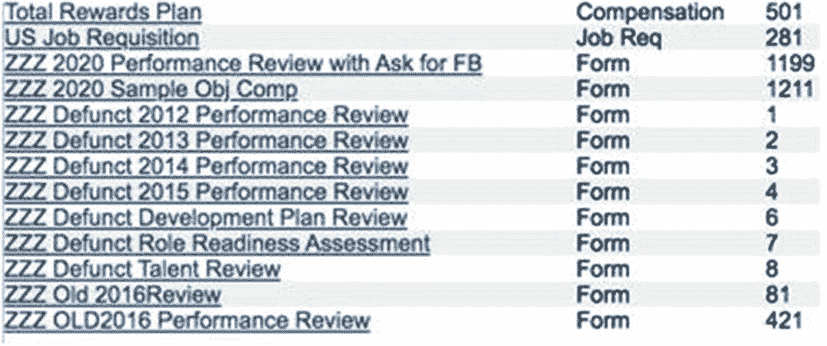 Total Rewards Plan Compensation 501
US Job Requisition Job Req 281
ZZZ 2020 Performance Review with Ask for FB Form 1199
ZZZ 2020 Sample Obj Comp Form 1211
ZZZ Defunct 2012 Performance Review Form 1
ZZZ Defunct 2013 Performance Review Form 2
ZZZ Defunct 2014 Performance Review Form 3
ZZZ Defunct 2015 Performance Review Form 4
ZZZ Defunct Development Plan Review Form 6
ZZZ Defunct Role Readiness Assessment Form 7
ZZZ Defunct Talent Review Form 8
ZZZ Old 2016Review Form 81
ZZZ OLD2016 Performance Review Form 421